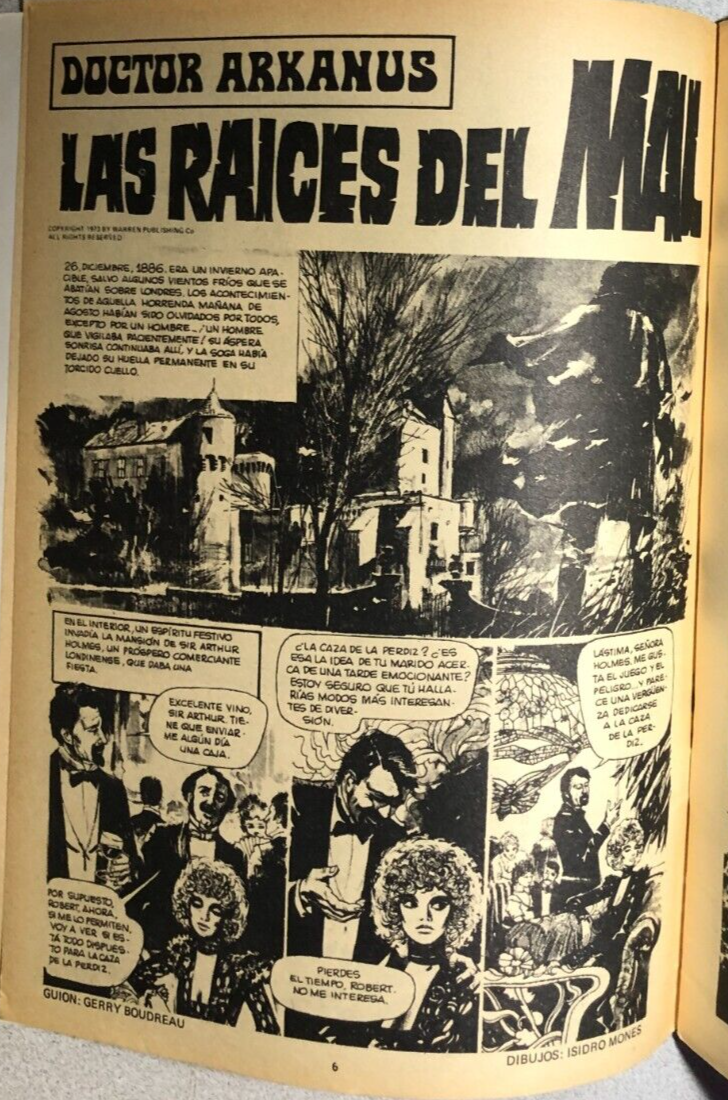 DOCTOR ARKANUS
LAS RAICES DEL MAL
COPYRIGHT 1973 BY WARREN PUBLISHING Co
ALL RIGHTS RESERVED
26, DICIEMBRE, 1886. ERA UN INVIERNO APA-
CIBLE, SALVO ALGUNOS VIENTOS FRÍOS QUE SE
ABATÍAN SOBRE LONDRES. LOS ACONTECIMIEN-
TOS DE AQUELLA HORRENDA MAÑANA DE
AGOSTO HABÍAN SIDO OLVIDADOS POR TODOS,
EXCEPTO POR UN HOMBRE... ¡UN HOMBRE
QUE VIGILABA PACIENTEMENTE! SU ÁSPERA
SONRISA CONTINUABA ALLÍ, Y LA SOGA HABÍA
DEJADO SU HUELLA PERMANENTE EN SU
TORCIDO CUELLO.
EN EL INTERIOR, UN ESPÍRITU FESTIVO
INVADÍA LA MANSIÓN DE SIR ARTHUR
HOLMES, UN PRÓSPERO COMERCIANTE
LONDINENSE, QUE DABA UNA
FIESTA.
EXCELENTE VINO,
SIR ARTHUR. TIE-
NE QUE ENVIAR-
ME ALGÚN DÍA
UNA CAJA.
POR SUPUESTO,
ROBERT. AHORA,
SI ME LO PERMITEN,
VOY A VER SI ES-
TÁ TODO DISPUES-
TO PARA LA CAZA
DE LA PERDIZ.
¿LA CAZA DE LA PERDIZ? ¿ES
ESA LA IDEA DE TU MARIDO ACER-
CA DE UNA TARDE EMOCIONANTE?
ESTOY SEGURO QUE TÚ HALLA-
RÍAS MODOS MÁS INTERESAN-
TES DE DIVER-
SIÓN.
PIERDES
EL TIEMPO, ROBERT.
NO ME INTERESA.
LÁSTIMA, SEÑORA
HOLMES. ME GUS-
TA EL JUEGO Y EL
PELIGRO... Y PARE-
CE UNA VERGÜEN-
ZA DEDICARSE
A LA CAZA
DE LA PER-
DIZ.
GUION: GERRY BOUDREAU
DIBUJOS: ISIDRO MONES
6